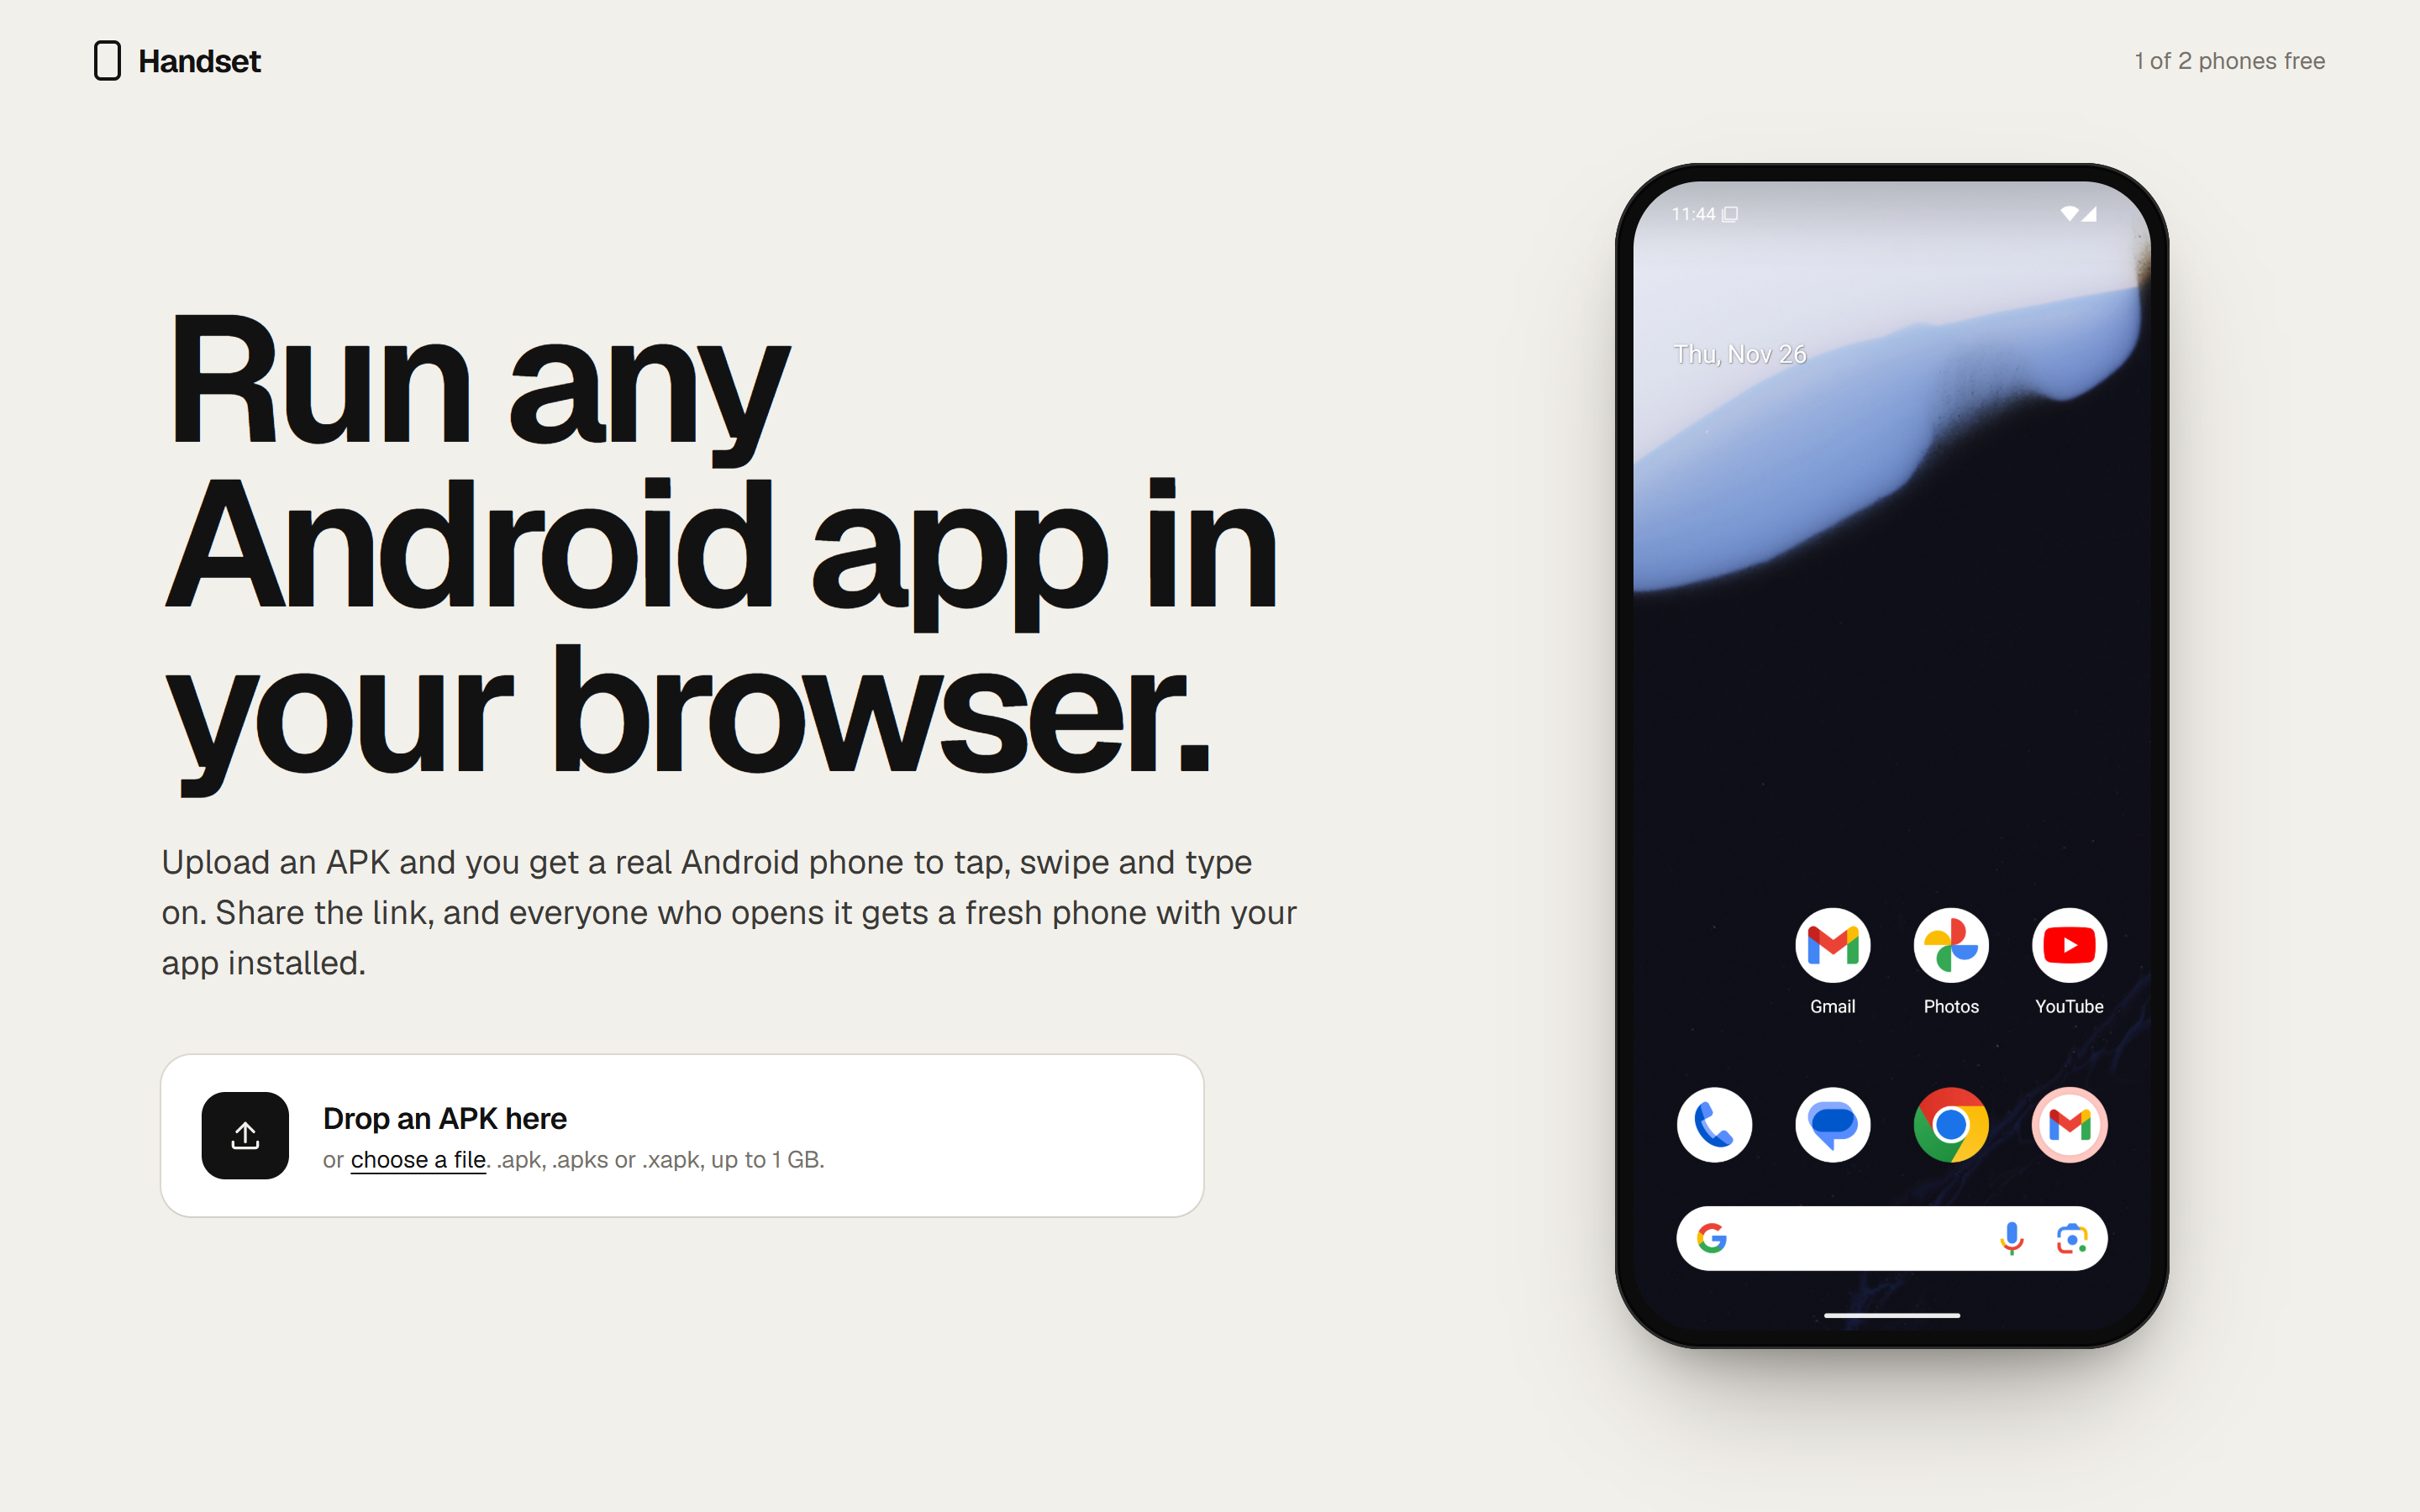 Handset
1 of 2 phones free
Run any
Android app in
your browser.
Upload an APK and you get a real Android phone to tap, swipe and type
on. Share the link, and everyone who opens it gets a fresh phone with your
app installed.
Drop an APK here
or choose a file. .apk, .apks or .xapk, up to 1 GB.
11:44
Thu, Nov 26
Gmail Photos YouTube